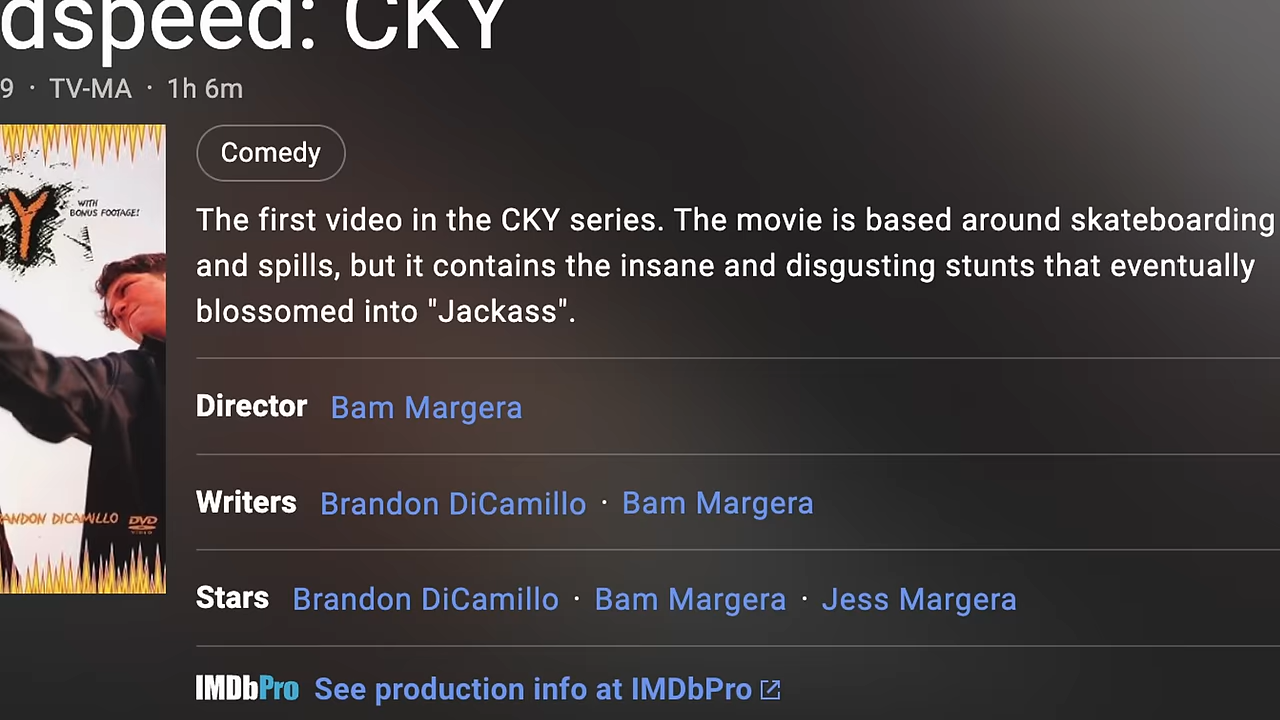 dspeed: CKY
9 · TV-MA · 1h 6m
Comedy
Y
WITH
BONUS FOOTAGE!
The first video in the CKY series. The movie is based around skateboarding
and spills, but it contains the insane and disgusting stunts that eventually
blossomed into "Jackass".
Director Bam Margera
Writers Brandon DiCamillo · Bam Margera
ANDON DICAMILLO DVD
Stars Brandon DiCamillo · Bam Margera · Jess Margera
IMDbPro See production info at IMDbPro